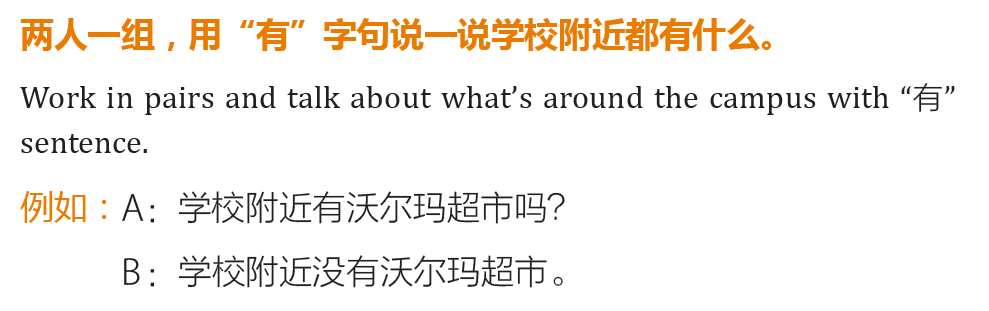 两人一组，用“有”字句说一说学校附近都有什么。
Work in pairs and talk about what’s around the campus with “有”
sentence.
例如：A：学校附近有沃尔玛超市吗？
B：学校附近没有沃尔玛超市。